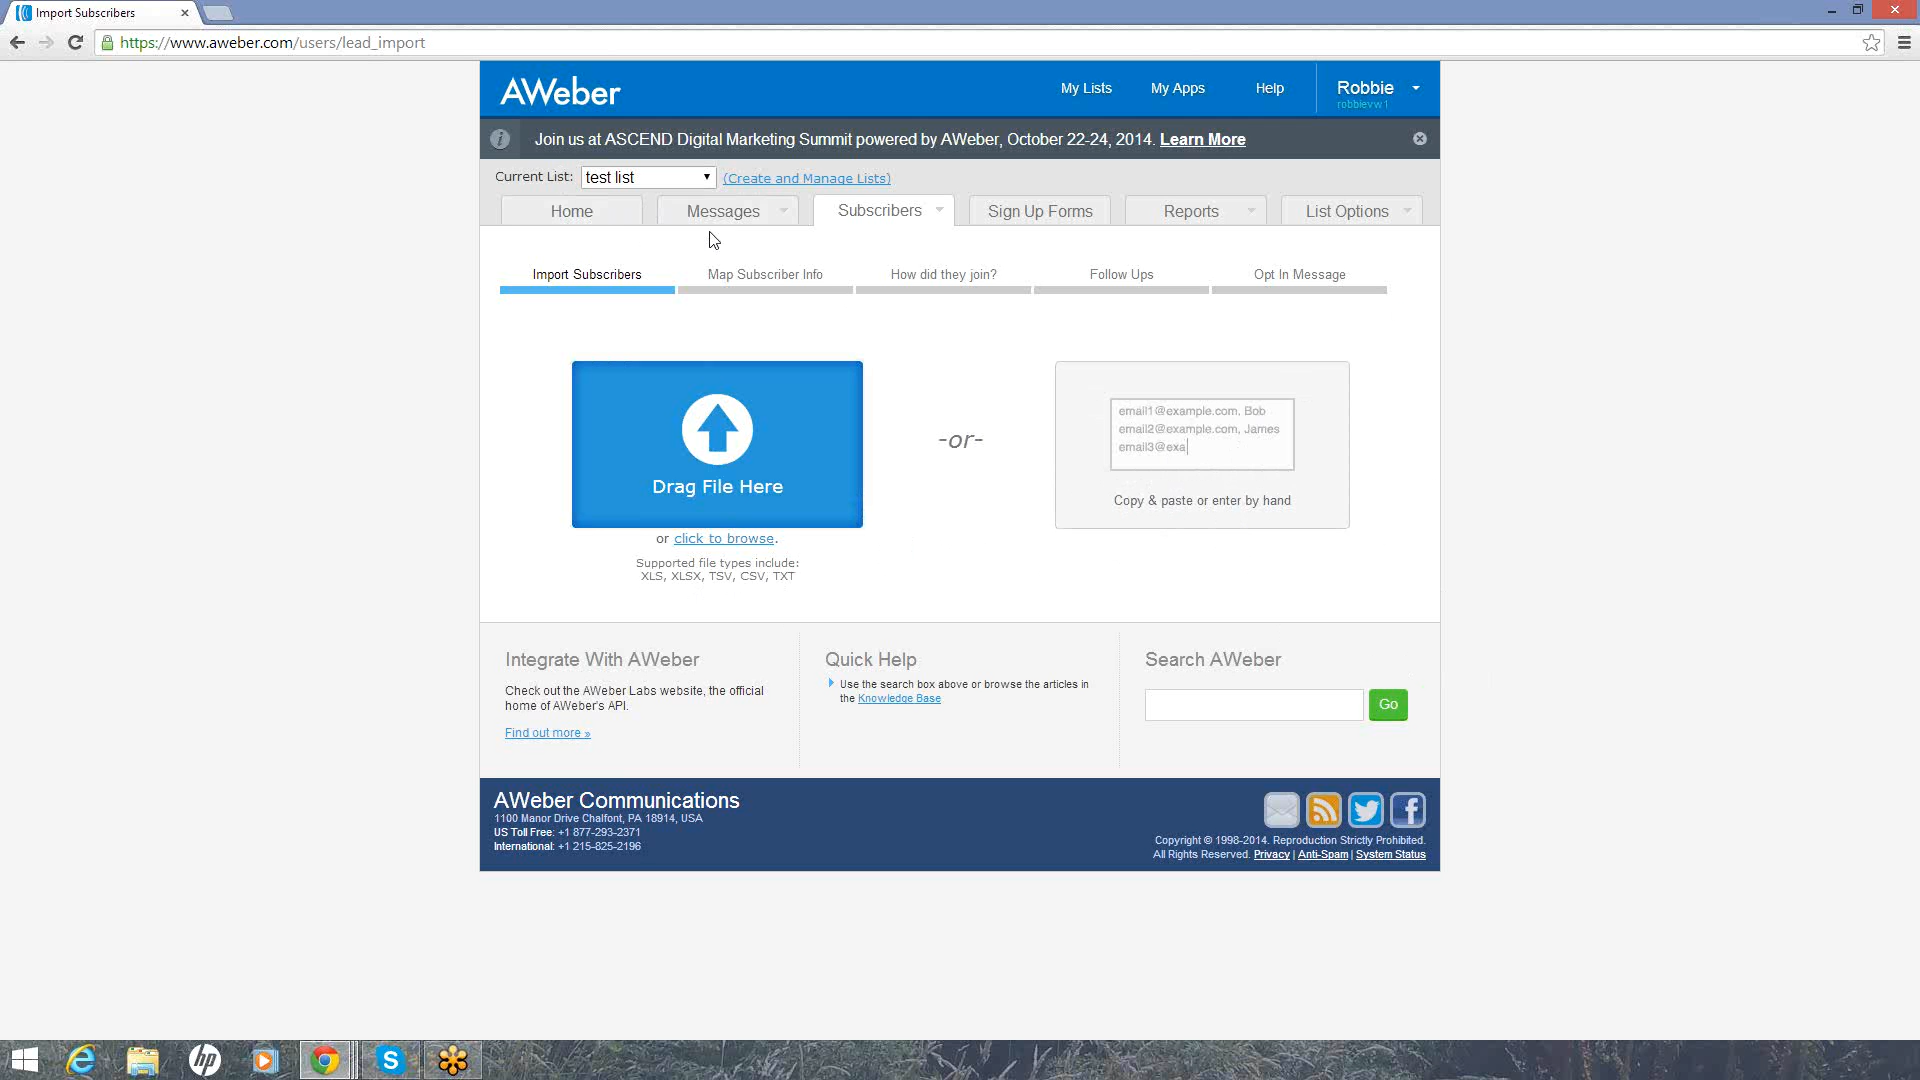 Import Subscribers
https://www.aweber.com/users/lead_import
AWeber
My Lists
My Apps
Help
Robbie
robbievw1
Join us at ASCEND Digital Marketing Summit powered by AWeber, October 22-24, 2014. Learn More
Current List:
test list
(Create and Manage Lists)
Home
Messages
Subscribers
Sign Up Forms
Reports
List Options
Import Subscribers
Map Subscriber Info
How did they join?
Follow Ups
Opt In Message
Drag File Here
or click to browse.
Supported file types include:
XLS, XLSX, TSV, CSV, TXT
-or-
email1@example.com, Bob
email2@example.com, James
email3@exa
Copy & paste or enter by hand
Integrate With AWeber
Check out the AWeber Labs website, the official
home of AWeber's API.
Find out more »
Quick Help
Use the search box above or browse the articles in
the Knowledge Base
Search AWeber
Go
AWeber Communications
1100 Manor Drive Chalfont, PA 18914, USA
US Toll Free: +1 877-293-2371
International: +1 215-825-2196
Copyright © 1998-2014. Reproduction Strictly Prohibited.
All Rights Reserved. Privacy | Anti-Spam | System Status